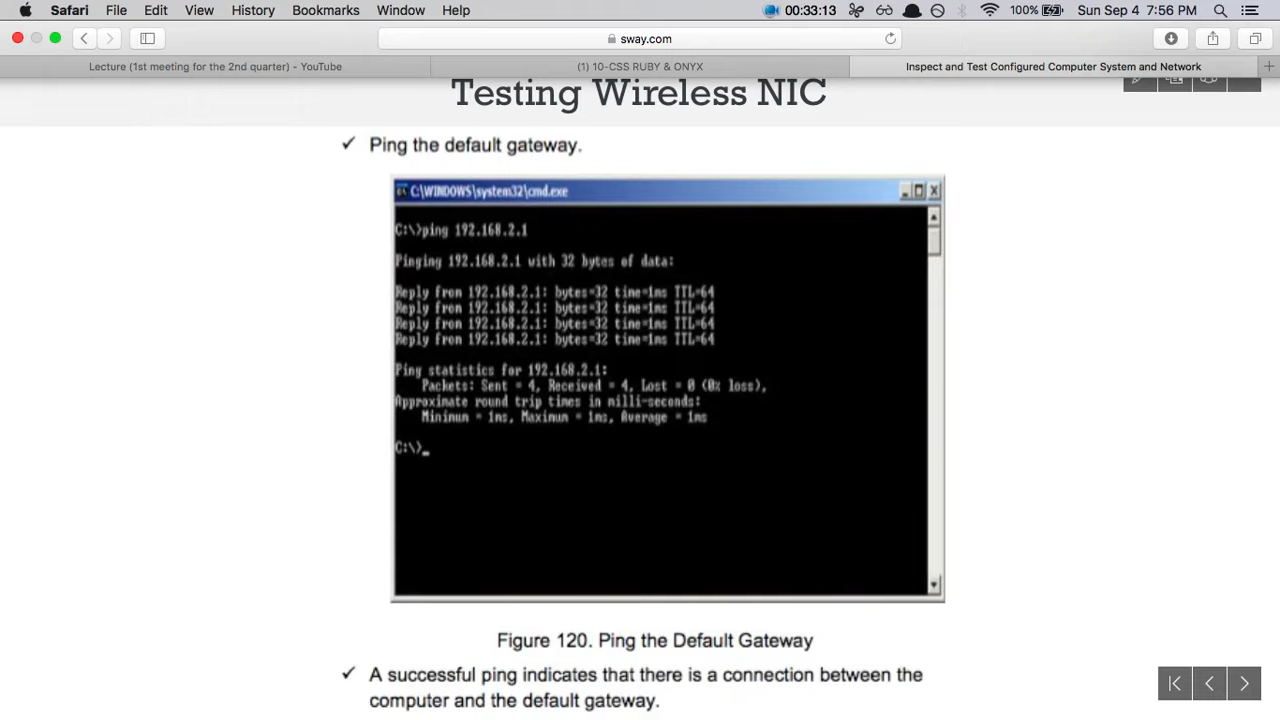 Safari File Edit View History Bookmarks Window Help 00:33:13 100% Sun Sep 4 7:56 PM
sway.com
Lecture (1st meeting for the 2nd quarter) - YouTube (1) 10-CSS RUBY & ONYX Inspect and Test Configured Computer System and Network
Testing Wireless NIC
✓ Ping the default gateway.
C:\WINDOWS\system32\cmd.exe
C:\>ping 192.168.2.1
Pinging 192.168.2.1 with 32 bytes of data:
Reply from 192.168.2.1: bytes=32 time=1ms TTL=64
Reply from 192.168.2.1: bytes=32 time=1ms TTL=64
Reply from 192.168.2.1: bytes=32 time=1ms TTL=64
Reply from 192.168.2.1: bytes=32 time=1ms TTL=64
Ping statistics for 192.168.2.1:
Packets: Sent = 4, Received = 4, Lost = 0 (0% loss),
Approximate round trip times in milli-seconds:
Minimum = 1ms, Maximum = 1ms, Average = 1ms
C:\>_
Figure 120. Ping the Default Gateway
✓ A successful ping indicates that there is a connection between the
computer and the default gateway.